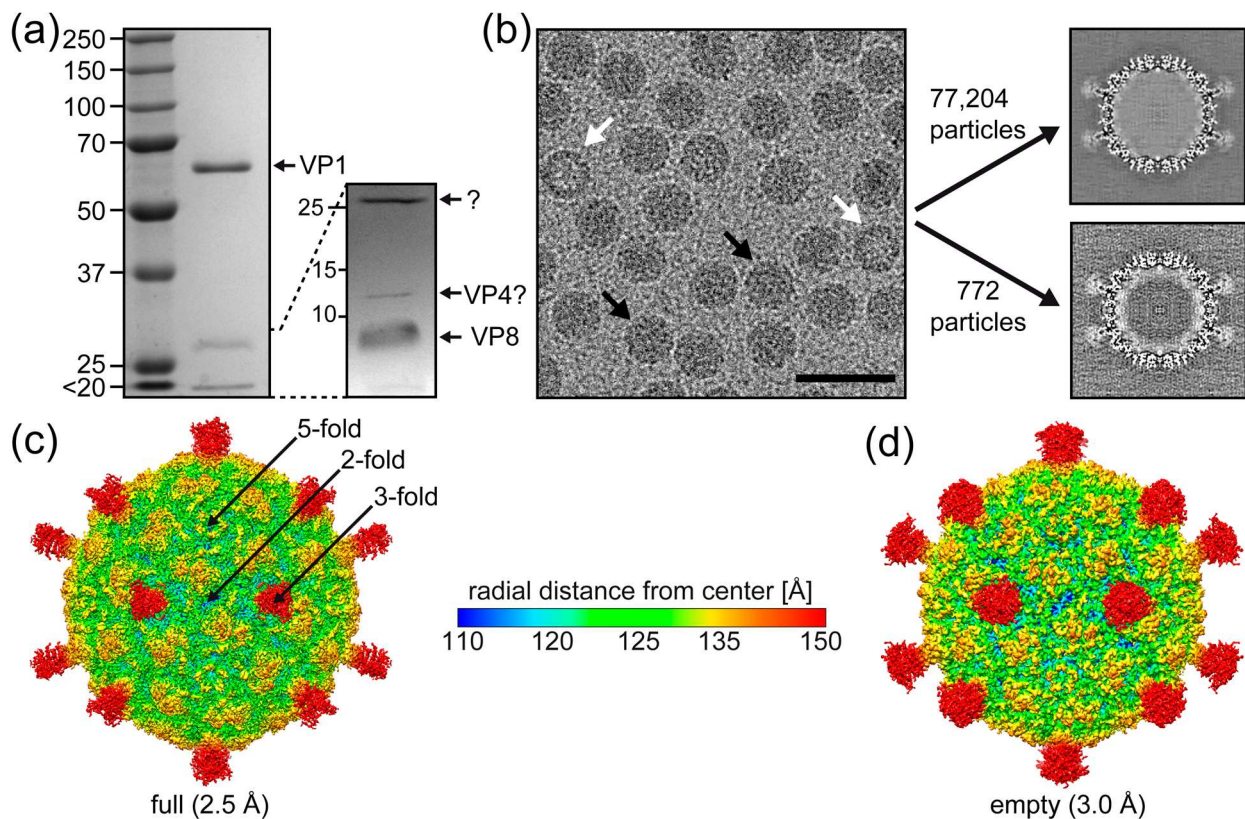 (a)
250
150
100
70
50
37
25
<20
VP1
25
15
10
?
VP4?
VP8
(b)
77,204
particles
772
particles
(c)
5-fold
2-fold
3-fold
full (2.5 Å)
radial distance from center [Å]
110 120 125 135 150
(d)
empty (3.0 Å)